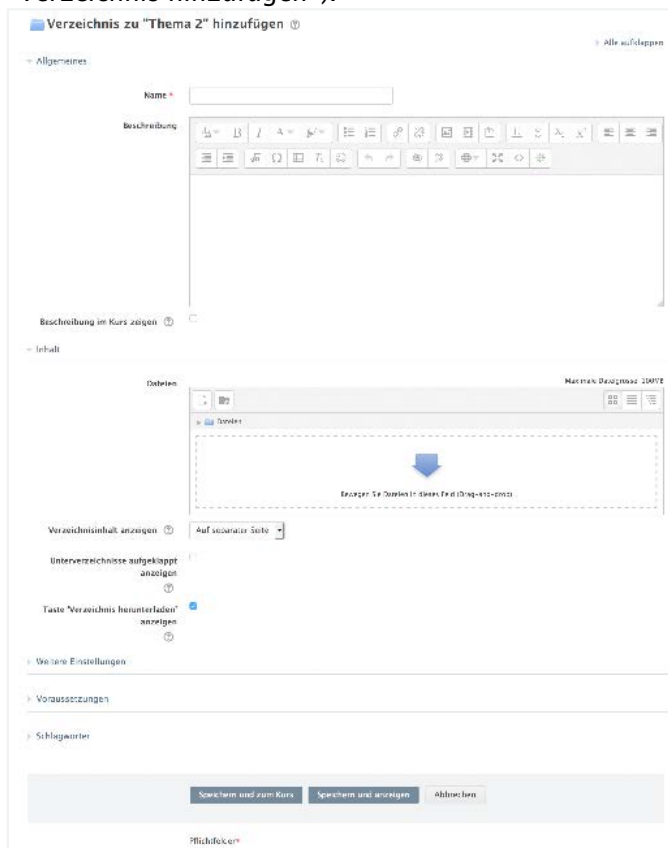 Verzeichnis hinzufügen").
Verzeichnis zu "Thema 2" hinzufügen
Alle aufklappen
Allgemeines
Name *
Beschreibung
Beschreibung im Kurs zeigen
Inhalt
Dateien
Maximale Dateigrösse: 200MB
Dateien
Bewegen Sie Dateien in dieses Feld (Drag-and-drop)
Verzeichnisinhalt anzeigen
Auf separater Seite
Unterverzeichnisse aufgeklappt
anzeigen
Taste "Verzeichnis herunterladen"
anzeigen
Weitere Einstellungen
Voraussetzungen
Schlagwörter
Speichern und zum Kurs
Speichern und anzeigen
Abbrechen
Pflichtfelder*